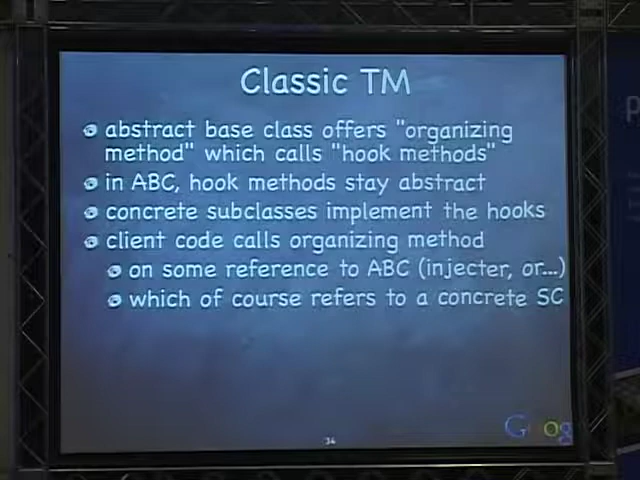 Classic TM
abstract base class offers "organizing
method" which calls "hook methods"
in ABC, hook methods stay abstract
concrete subclasses implement the hooks
client code calls organizing method
on some reference to ABC (injecter, or...)
which of course refers to a concrete SC
34
Goog